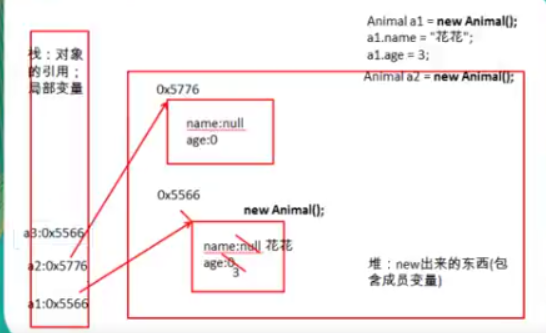 Animal a1 = new Animal();
a1.name = "花花";
a1.age = 3;
Animal a2 = new Animal();
栈：对象
的引用；
局部变量
0x5776
name:null
age:0
0x5566
new Animal();
name:null 花花
age:0
3
a3:0x5566
a2:0x5776
a1:0x5566
堆：new出来的东西(包
含成员变量)